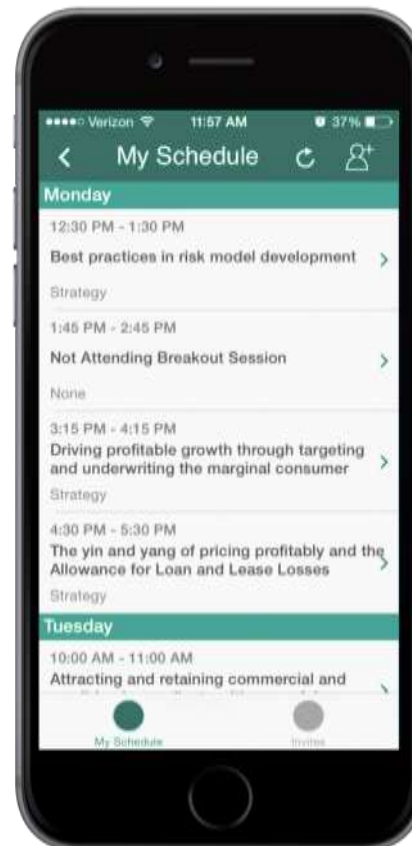 Verizon 11:57 AM 37%
My Schedule
Monday
12:30 PM - 1:30 PM
Best practices in risk model development
Strategy
1:45 PM - 2:45 PM
Not Attending Breakout Session
None
3:15 PM - 4:15 PM
Driving profitable growth through targeting
and underwriting the marginal consumer
Strategy
4:30 PM - 5:30 PM
The yin and yang of pricing profitably and the
Allowance for Loan and Lease Losses
Strategy
Tuesday
10:00 AM - 11:00 AM
Attracting and retaining commercial and
My Schedule Invites